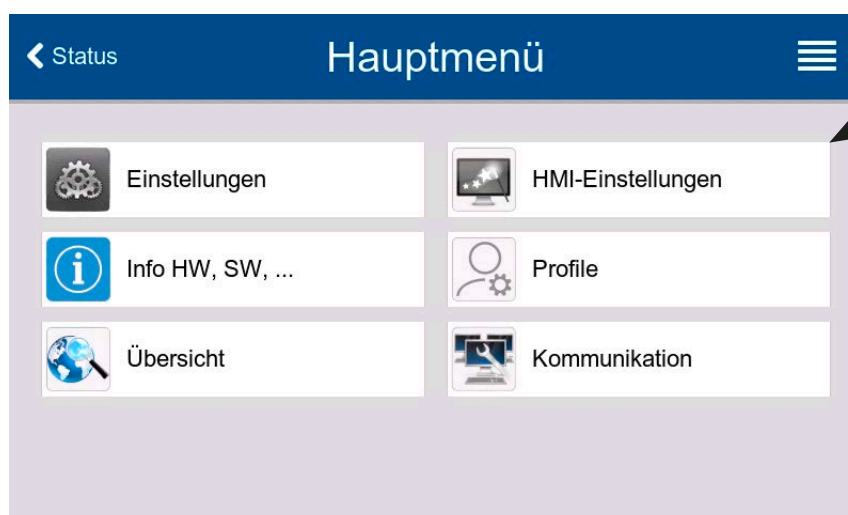 Status
Hauptmenü
Einstellungen
HMI-Einstellungen
Info HW, SW, ...
Profile
Übersicht
Kommunikation